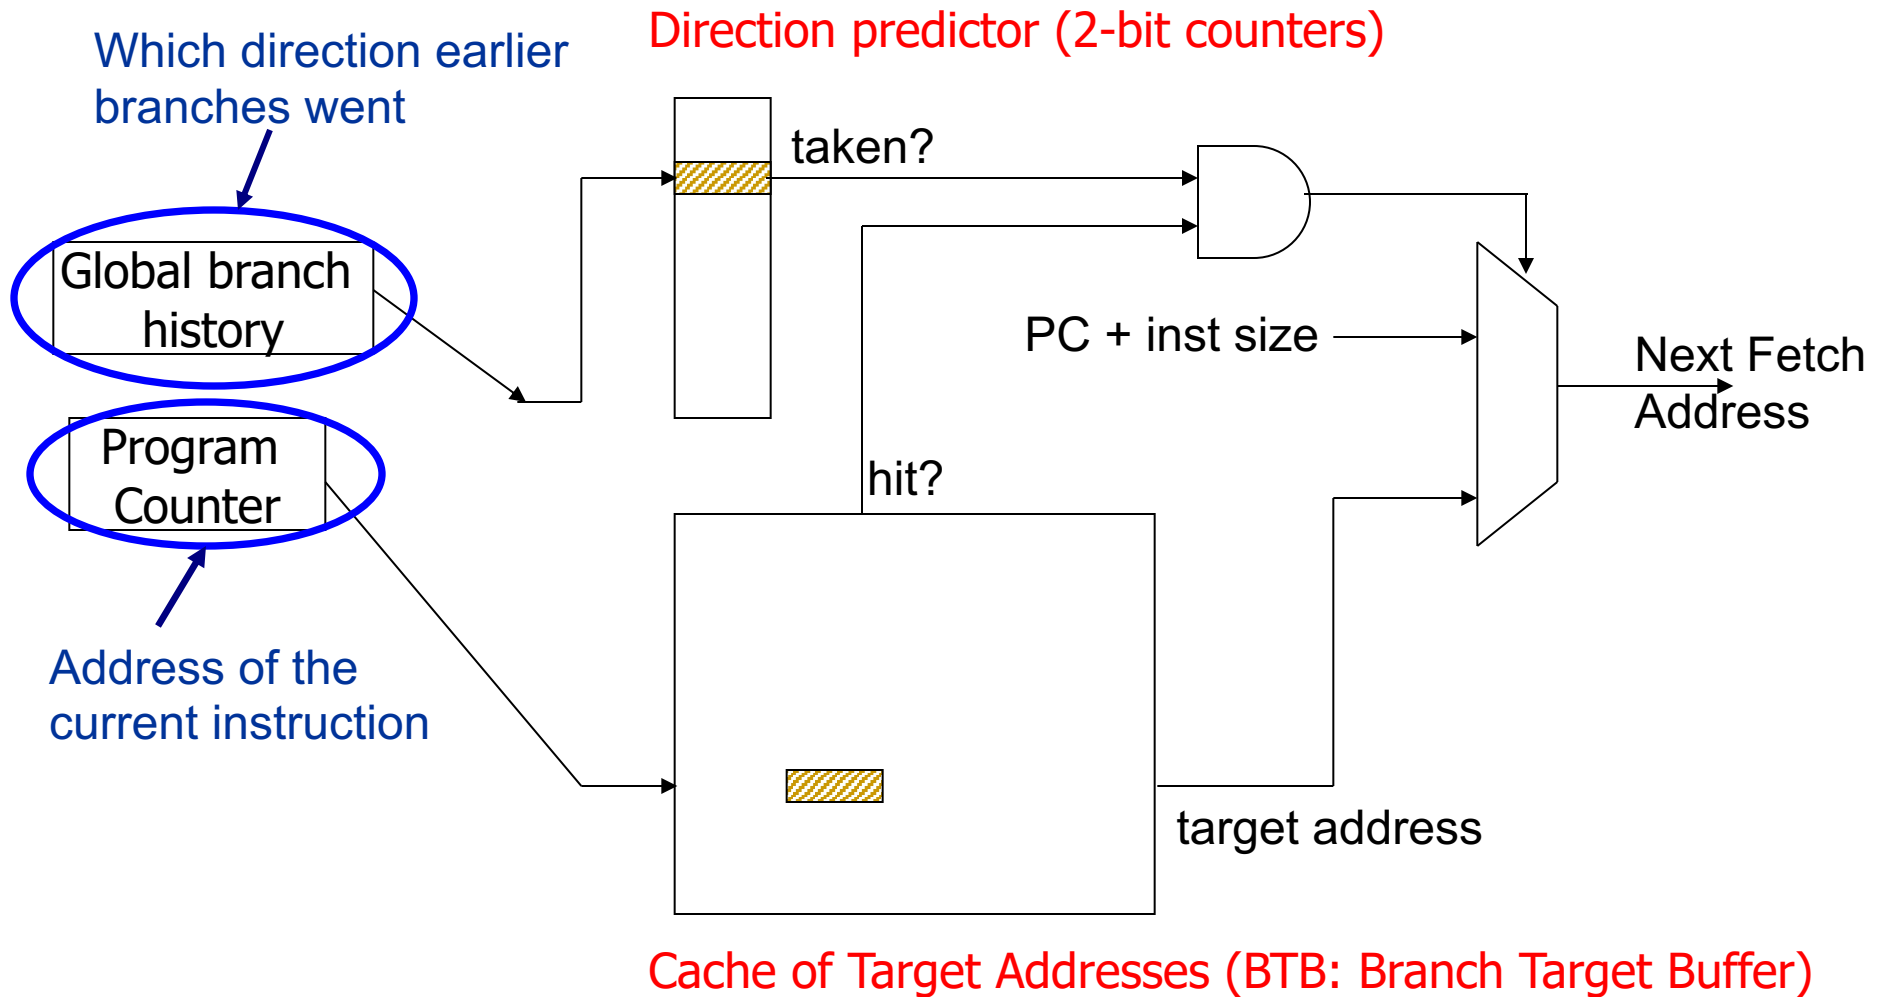 Direction predictor (2-bit counters)
Which direction earlier
branches went
taken?
Global branch
history
PC + inst size
Next Fetch
Address
Program
Counter
hit?
Address of the
current instruction
target address
Cache of Target Addresses (BTB: Branch Target Buffer)